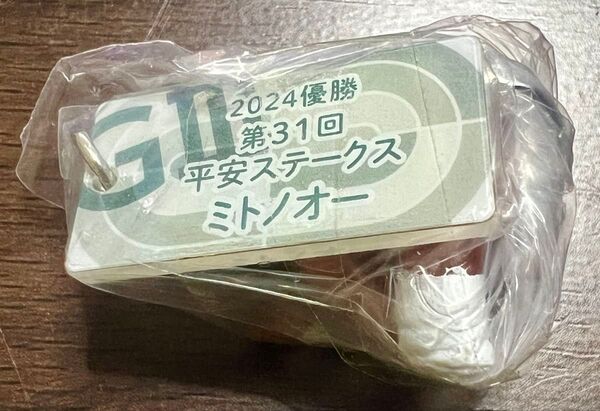 GII
2024優勝
第31回
平安ステークス
ミトノオー